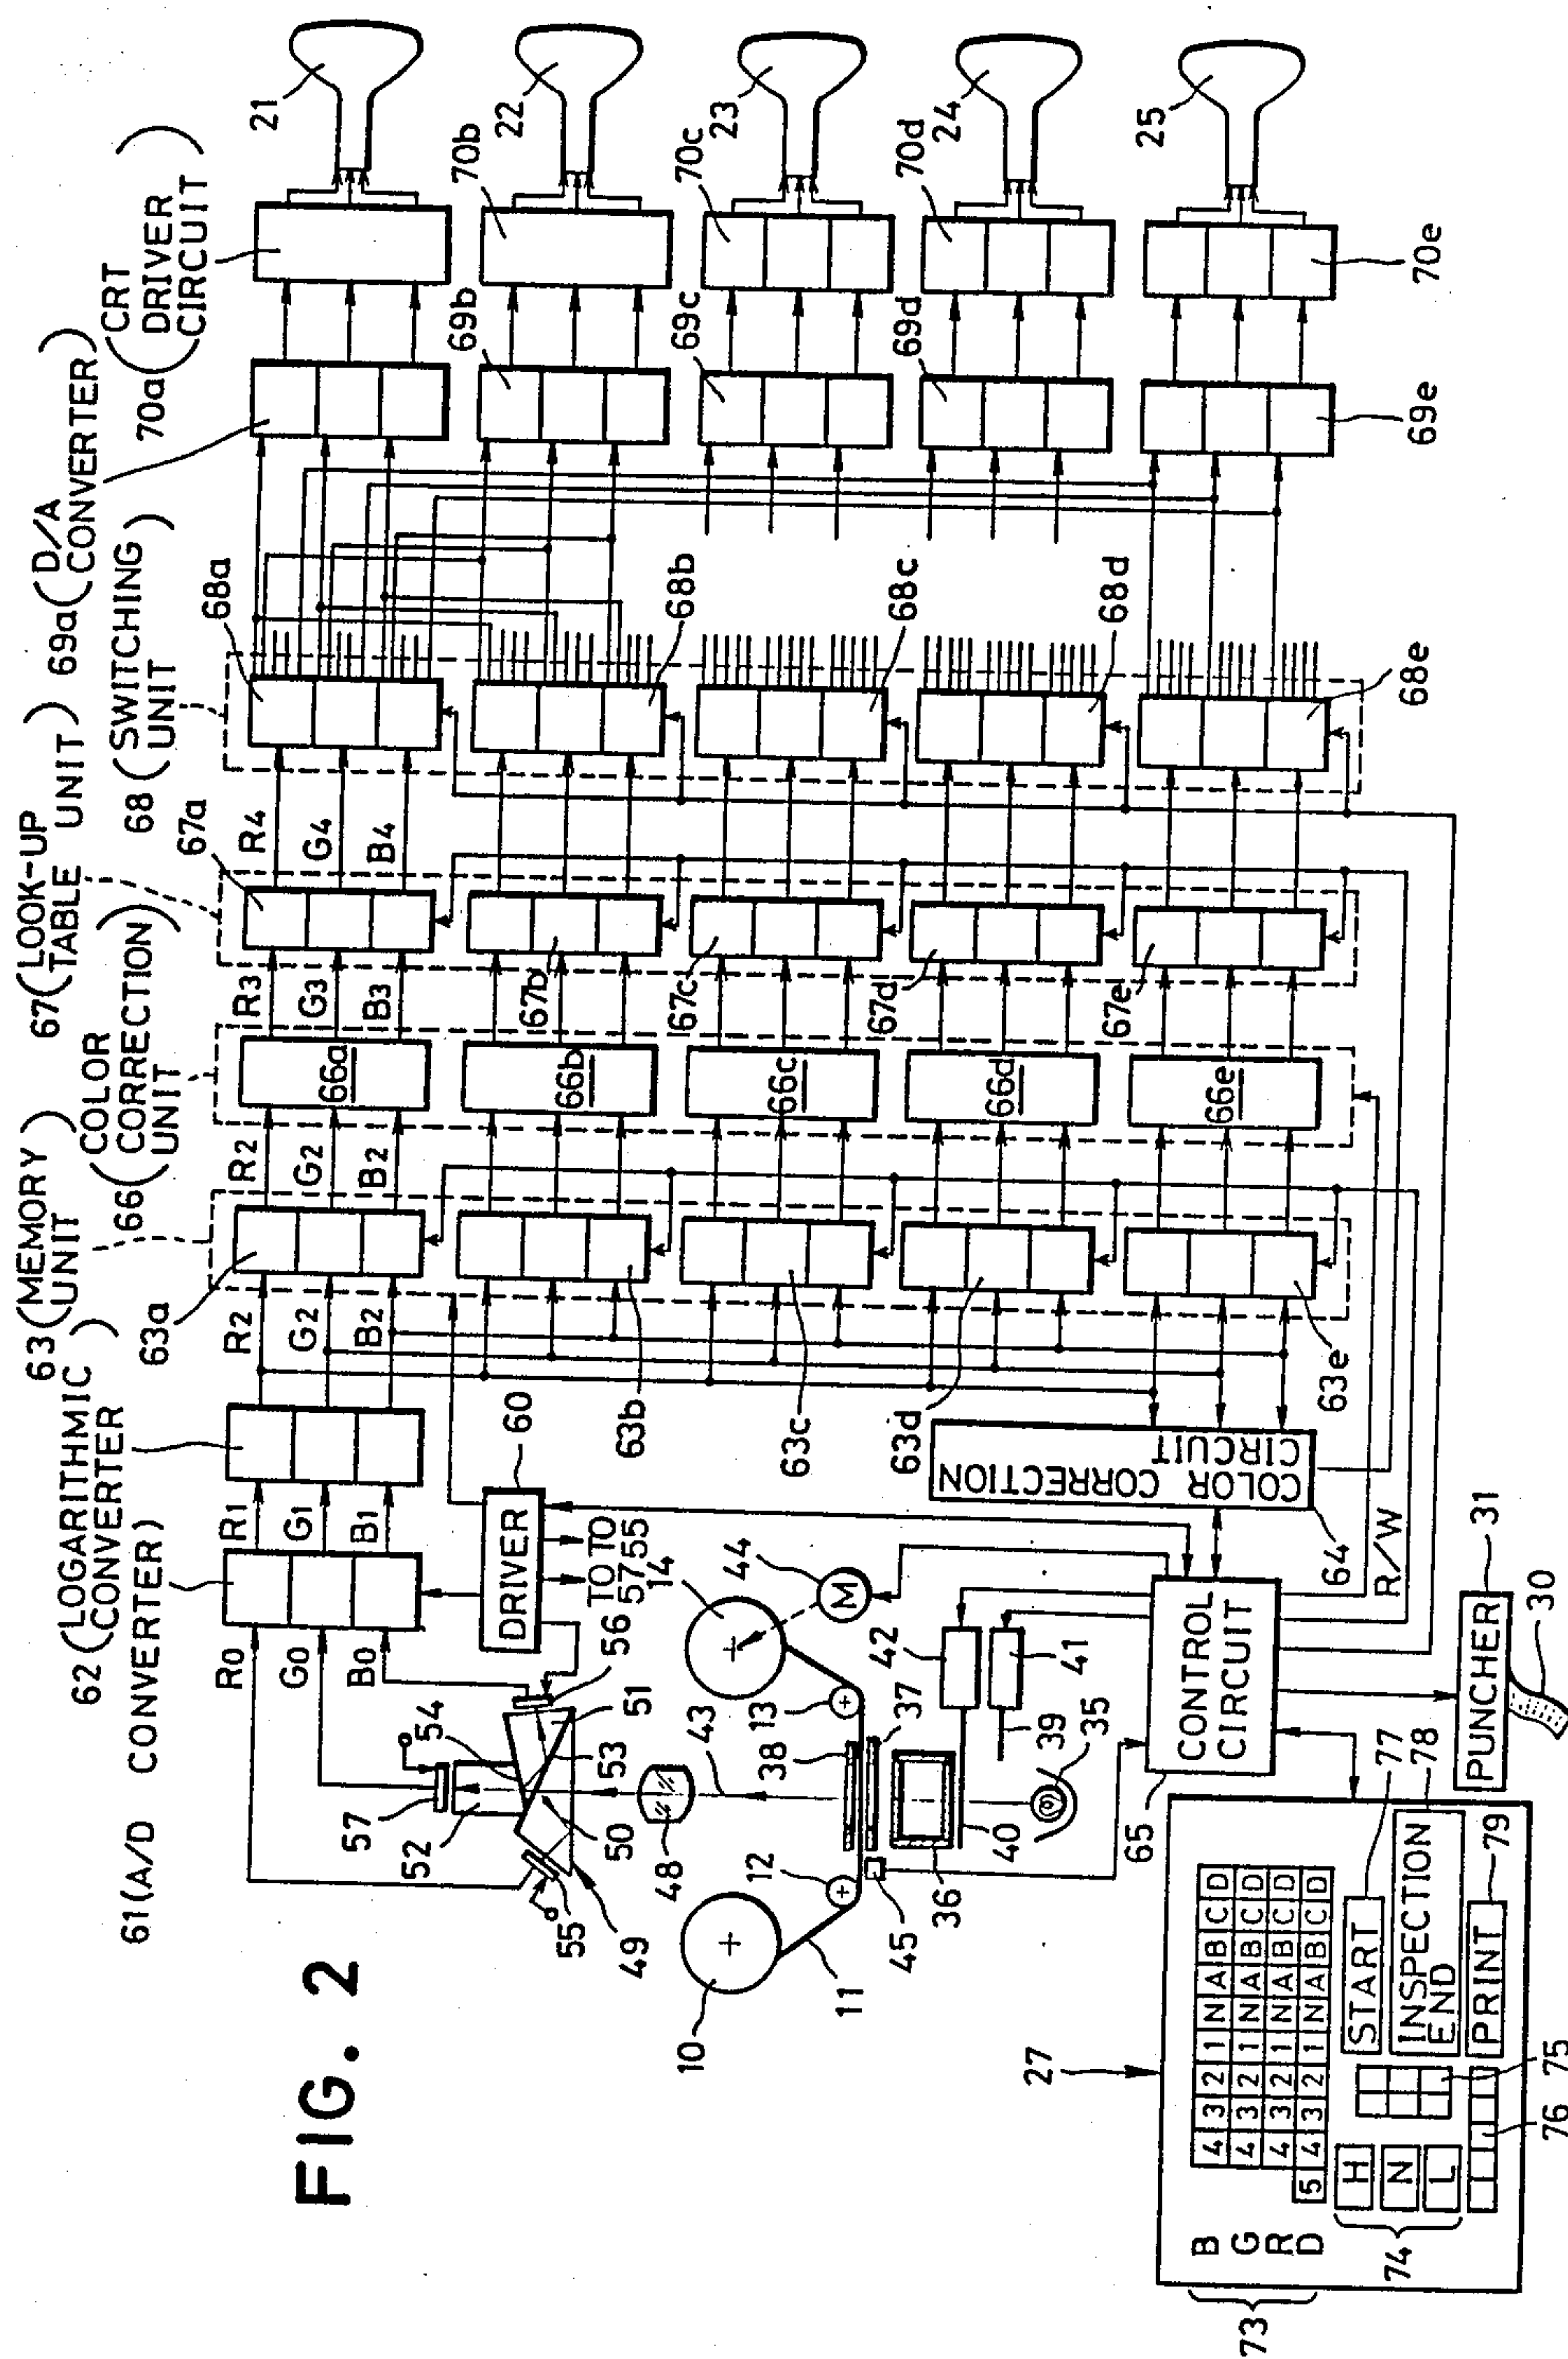 FIG. 2
61(A/D CONVERTER)
62(LOGARITHMIC CONVERTER)
63(MEMORY UNIT)
66(COLOR CORRECTION UNIT)
67(LOOK-UP TABLE UNIT)
68(SWITCHING UNIT)
69a(D/A CONVERTER)
70a(CRT DRIVER CIRCUIT)
R0
G0
B0
R1
G1
B1
R2
G2
B2
63a
R2
G2
B2
R3
G3
B3
67a
R4
G4
B4
68a
21
22
23
24
25
70b
70c
70d
70e
69b
69c
69d
69e
68b
68c
68d
68e
67b
67c
67d
67e
66a
66b
66c
66d
66e
63b
63c
63d
63e
60
DRIVER
TO 57
TO 55
57
52
54
56
51
53
50
55
49
48
43
14
44
M
13
12
10
11
38
37
45
36
40
42
41
39
35
COLOR CORRECTION
CIRCUIT
64
R/W
65
CONTROL
CIRCUIT
PUNCHER
31
30
27
73
B 4 3 2 1 N A B C D
G 4 3 2 1 N A B C D
R 4 3 2 1 N A B C D
D 5 4 3 2 1 N A B C D
74
H
N
L
START
INSPECTION
END
PRINT
77
78
79
75
76